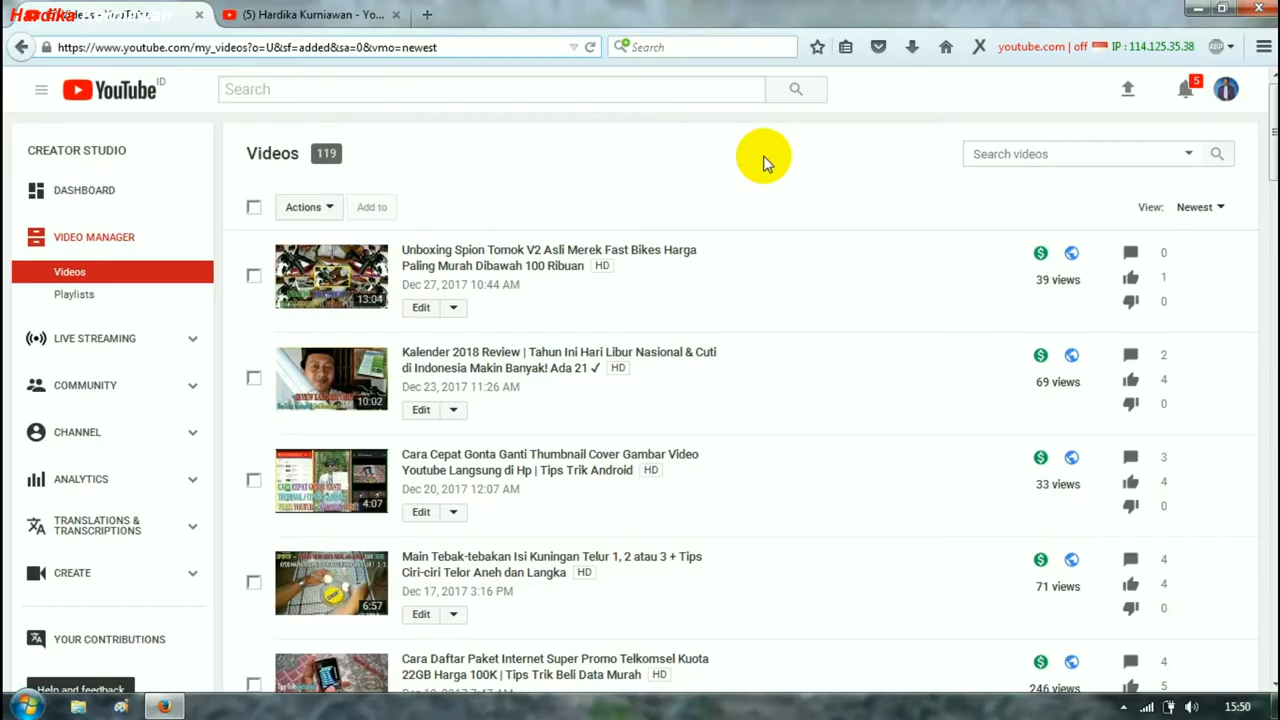 Hardika Kurniawan
Videos - YouTube
(5) Hardika Kurniawan - Yo...
https://www.youtube.com/my_videos?o=U&sf=added&sa=0&vmo=newest
Search
youtube.com | off
IP : 114.125.35.38
ABP
YouTube ID
Search
5
CREATOR STUDIO
DASHBOARD
VIDEO MANAGER
Videos
Playlists
LIVE STREAMING
COMMUNITY
CHANNEL
ANALYTICS
TRANSLATIONS &
TRANSCRIPTIONS
CREATE
YOUR CONTRIBUTIONS
Help and feedback
Videos 119
Search videos
Actions
Add to
View: Newest
13:04
Unboxing Spion Tomok V2 Asli Merek Fast Bikes Harga
Paling Murah Dibawah 100 Ribuan HD
Dec 27, 2017 10:44 AM
Edit
39 views
0
1
0
10:02
Kalender 2018 Review | Tahun Ini Hari Libur Nasional & Cuti
di Indonesia Makin Banyak! Ada 21 ✓ HD
Dec 23, 2017 11:26 AM
Edit
69 views
2
4
0
4:07
Cara Cepat Gonta Ganti Thumbnail Cover Gambar Video
Youtube Langsung di Hp | Tips Trik Android HD
Dec 20, 2017 12:07 AM
Edit
33 views
3
4
0
6:57
Main Tebak-tebakan Isi Kuningan Telur 1, 2 atau 3 + Tips
Ciri-ciri Telor Aneh dan Langka HD
Dec 17, 2017 3:16 PM
Edit
71 views
4
4
0
Cara Daftar Paket Internet Super Promo Telkomsel Kuota
22GB Harga 100K | Tips Trik Beli Data Murah HD
246 views
4
5
15:50